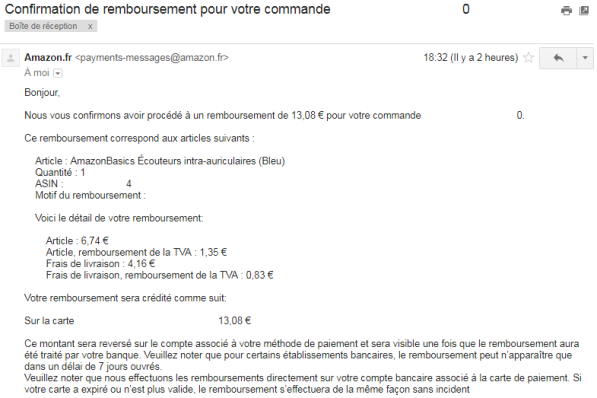 Confirmation de remboursement pour votre commande 0
Boîte de réception x
Amazon.fr <payments-messages@amazon.fr> 18:32 (Il y a 2 heures)
À moi
Bonjour,
Nous vous confirmons avoir procédé à un remboursement de 13,08 € pour votre commande 0.
Ce remboursement correspond aux articles suivants :
Article : AmazonBasics Écouteurs intra-auriculaires (Bleu)
Quantité : 1
ASIN : 4
Motif du remboursement :
Voici le détail de votre remboursement:
Article : 6,74 €
Article, remboursement de la TVA : 1,35 €
Frais de livraison : 4,16 €
Frais de livraison, remboursement de la TVA : 0,83 €
Votre remboursement sera crédité comme suit:
Sur la carte 13,08 €
Ce montant sera reversé sur le compte associé à votre méthode de paiement et sera visible une fois que le remboursement aura
été traité par votre banque. Veuillez noter que pour certains établissements bancaires, le remboursement peut n'apparaître que
dans un délai de 7 jours ouvrés.
Veuillez noter que nous effectuons les remboursements directement sur votre compte bancaire associé à la carte de paiement. Si
votre carte a expiré ou n'est plus valide, le remboursement s'effectuera de la même façon sans incident